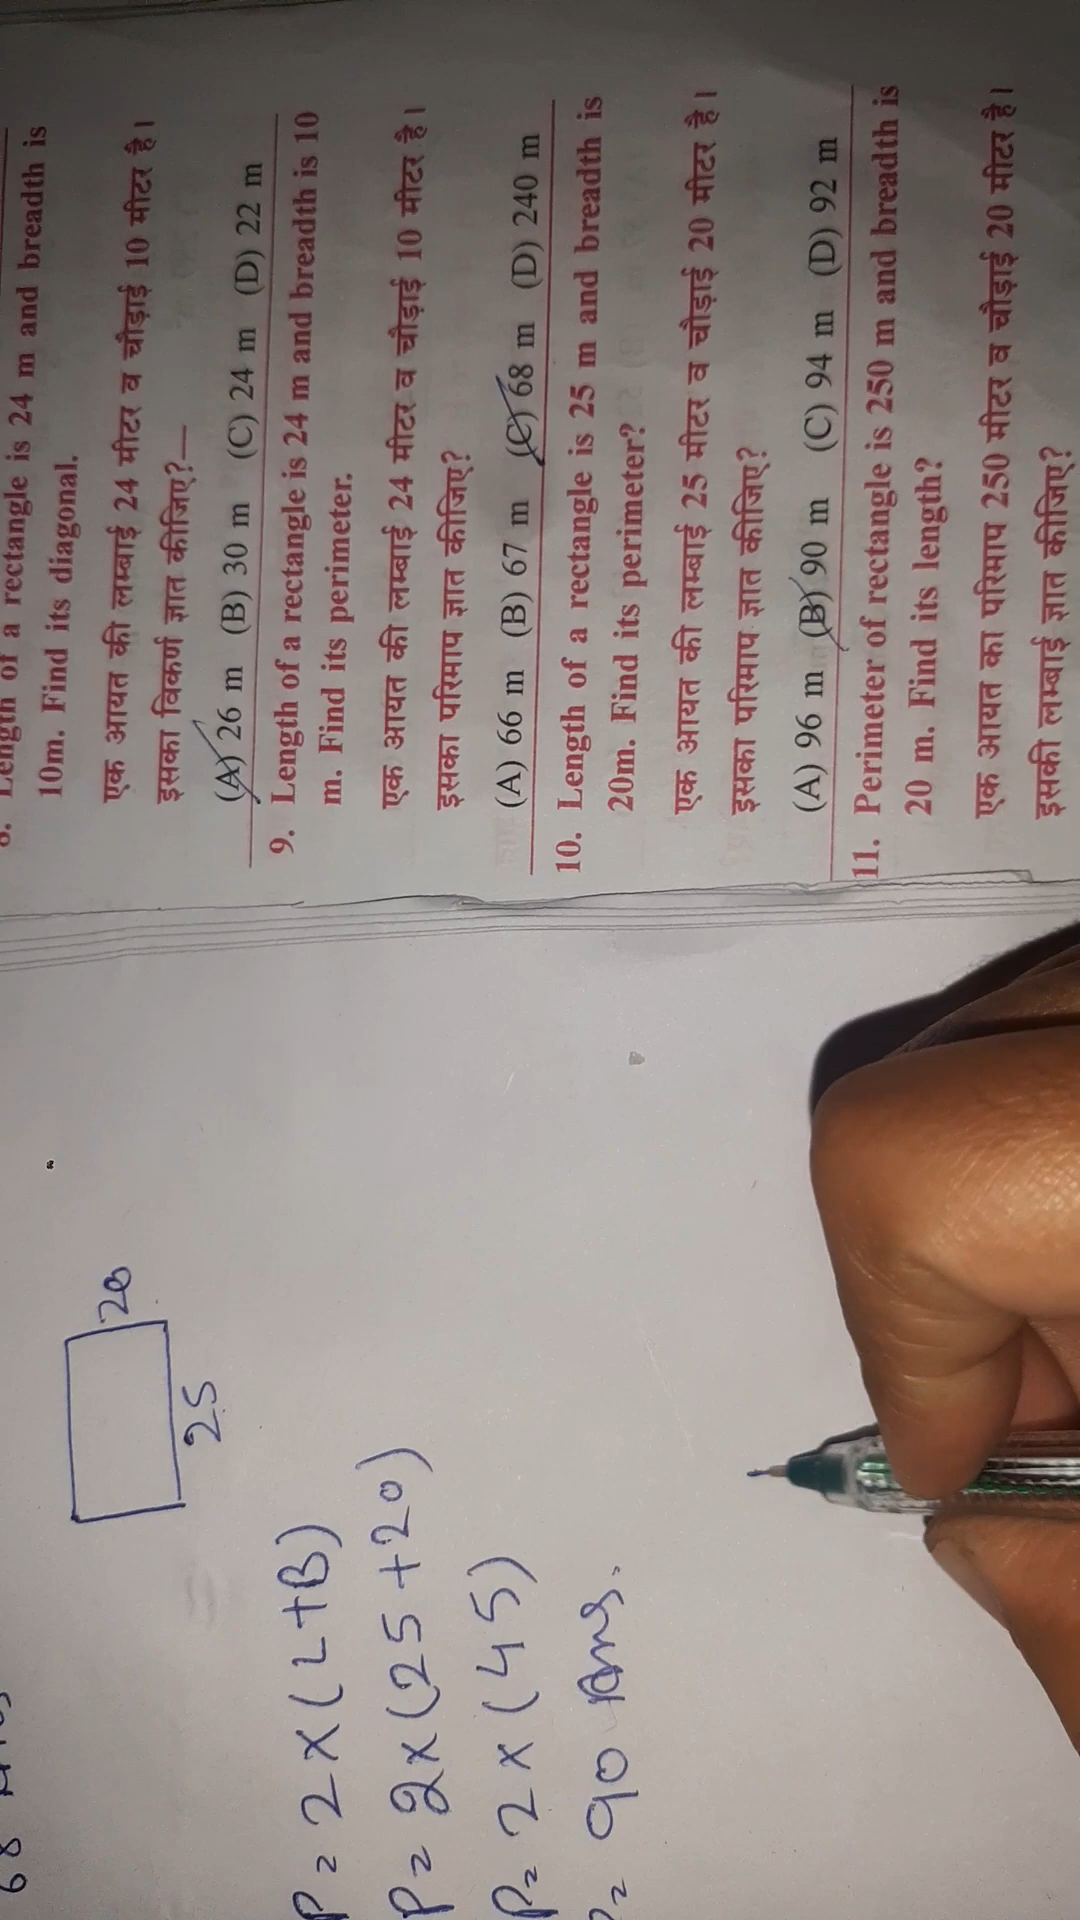 Length of a rectangle is 24 m and breadth is
10m. Find its diagonal.
एक आयत की लम्बाई 24 मीटर व चौड़ाई 10 मीटर है।
इसका विकर्ण ज्ञात कीजिए?—
(A) 26 m (B) 30 m (C) 24 m (D) 22 m
9. Length of a rectangle is 24 m and breadth is 10
m. Find its perimeter.
एक आयत की लम्बाई 24 मीटर व चौड़ाई 10 मीटर है।
इसका परिमाप ज्ञात कीजिए?
(A) 66 m (B) 67 m (C) 68 m (D) 240 m
10. Length of a rectangle is 25 m and breadth is
20m. Find its perimeter?
एक आयत की लम्बाई 25 मीटर व चौड़ाई 20 मीटर है।
इसका परिमाप ज्ञात कीजिए?
(A) 96 m (B) 90 m (C) 94 m (D) 92 m
11. Perimeter of rectangle is 250 m and breadth is
20 m. Find its length?
एक आयत का परिमाप 250 मीटर व चौड़ाई 20 मीटर है।
इसकी लम्बाई ज्ञात कीजिए?
68
20
25
P = 2 × (L+B)
P = 2 × (25 + 20)
P = 2 × (45)
= 90 Ans.